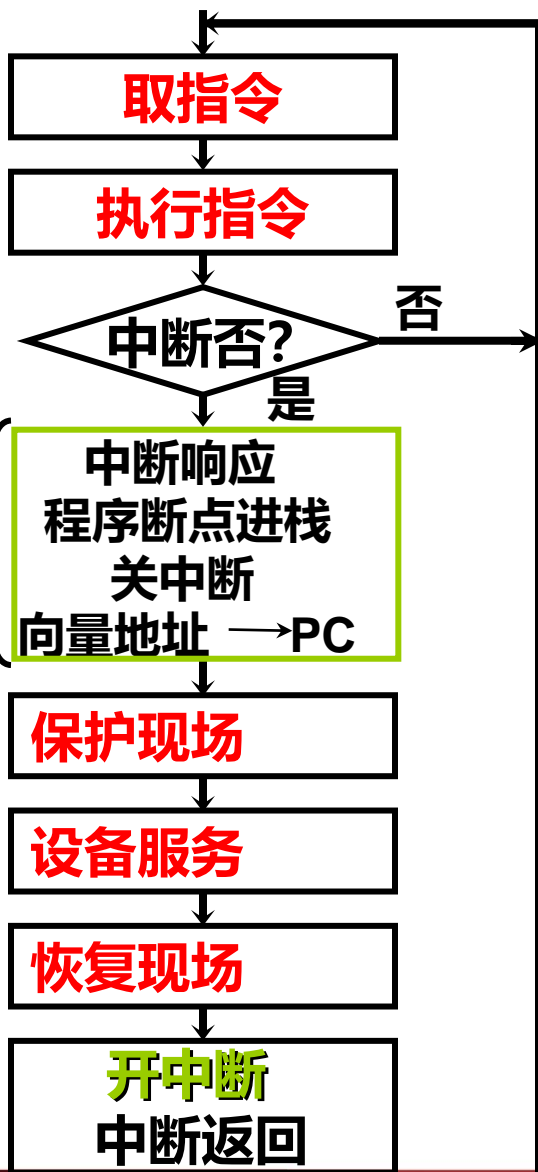 取指令
执行指令
中断否?
否
是
中断响应
程序断点进栈
关中断
向量地址 → PC
保护现场
设备服务
恢复现场
开中断
中断返回